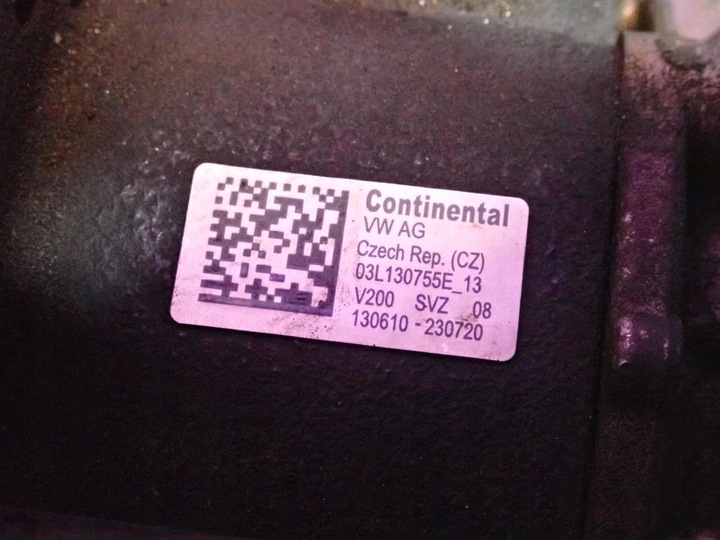 Continental
VW AG
Czech Rep. (CZ)
03L130755E_13
V200 SVZ 08
130610 - 230720